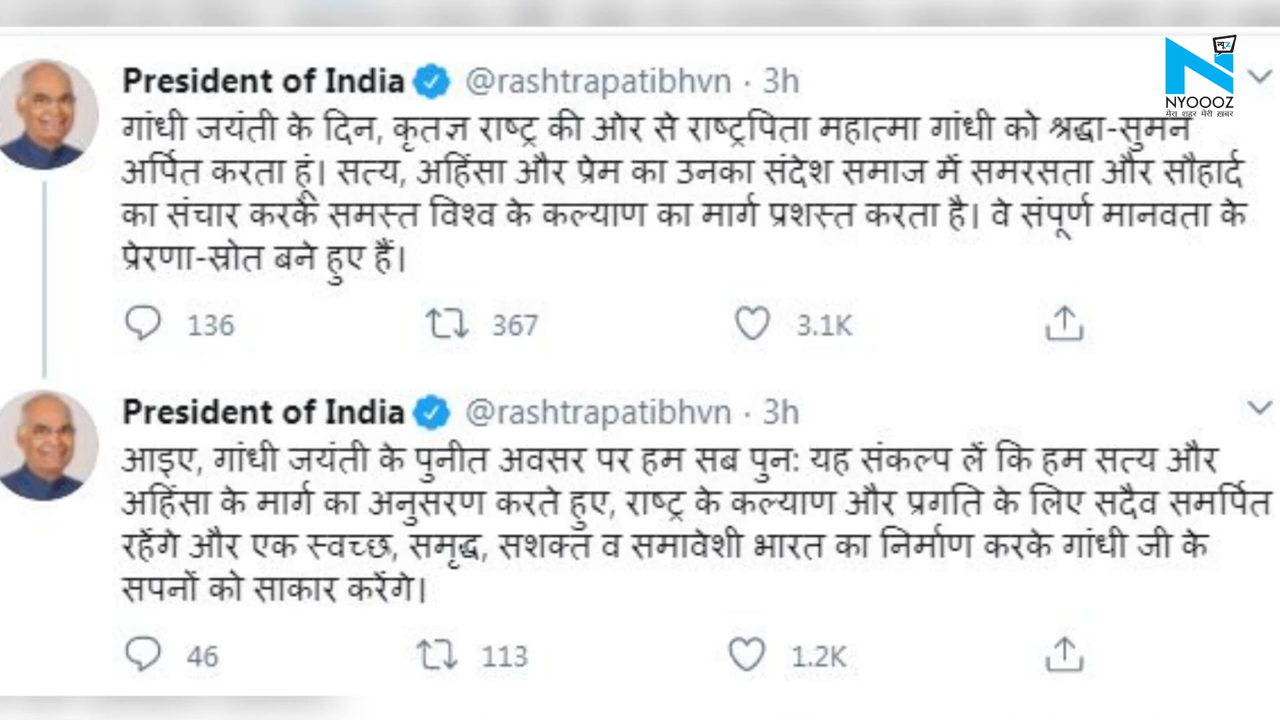 President of India @rashtrapatibhvn · 3h
NYOOOZ
मेरा शहर मेरी ख़बर
गांधी जयंती के दिन, कृतज्ञ राष्ट्र की ओर से राष्ट्रपिता महात्मा गांधी को श्रद्धा-सुमन
अर्पित करता हूं। सत्य, अहिंसा और प्रेम का उनका संदेश समाज में समरसता और सौहार्द
का संचार करके समस्त विश्व के कल्याण का मार्ग प्रशस्त करता है। वे संपूर्ण मानवता के
प्रेरणा-स्रोत बने हुए हैं।
136 367 3.1K
President of India @rashtrapatibhvn · 3h
आइए, गांधी जयंती के पुनीत अवसर पर हम सब पुनः यह संकल्प लें कि हम सत्य और
अहिंसा के मार्ग का अनुसरण करते हुए, राष्ट्र के कल्याण और प्रगति के लिए सदैव समर्पित
रहेंगे और एक स्वच्छ, समृद्ध, सशक्त व समावेशी भारत का निर्माण करके गांधी जी के
सपनों को साकार करेंगे।
46 113 1.2K